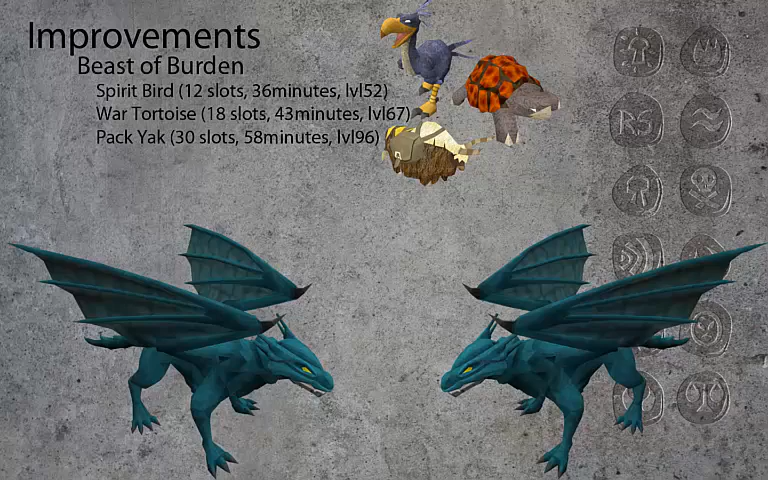 Improvements
Beast of Burden
Spirit Bird (12 slots, 36minutes, lvl52)
War Tortoise (18 slots, 43minutes, lvl67)
Pack Yak (30 slots, 58minutes, lvl96)
RS